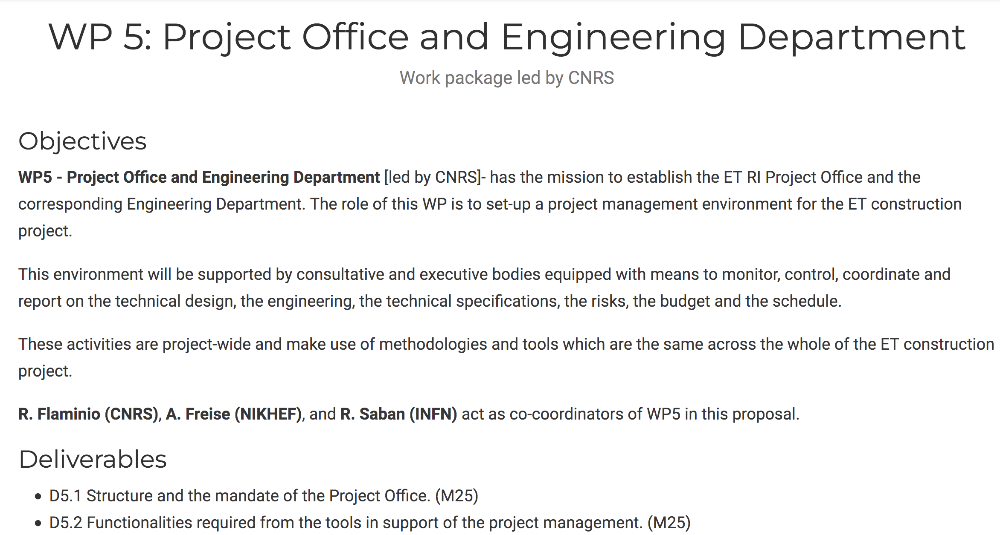 WP 5: Project Office and Engineering Department
Work package led by CNRS
Objectives
WP5 - Project Office and Engineering Department [led by CNRS]- has the mission to establish the ET RI Project Office and the
corresponding Engineering Department. The role of this WP is to set-up a project management environment for the ET construction
project.
This environment will be supported by consultative and executive bodies equipped with means to monitor, control, coordinate and
report on the technical design, the engineering, the technical specifications, the risks, the budget and the schedule.
These activities are project-wide and make use of methodologies and tools which are the same across the whole of the ET construction
project.
R. Flaminio (CNRS), A. Freise (NIKHEF), and R. Saban (INFN) act as co-coordinators of WP5 in this proposal.
Deliverables
• D5.1 Structure and the mandate of the Project Office. (M25)
• D5.2 Functionalities required from the tools in support of the project management. (M25)